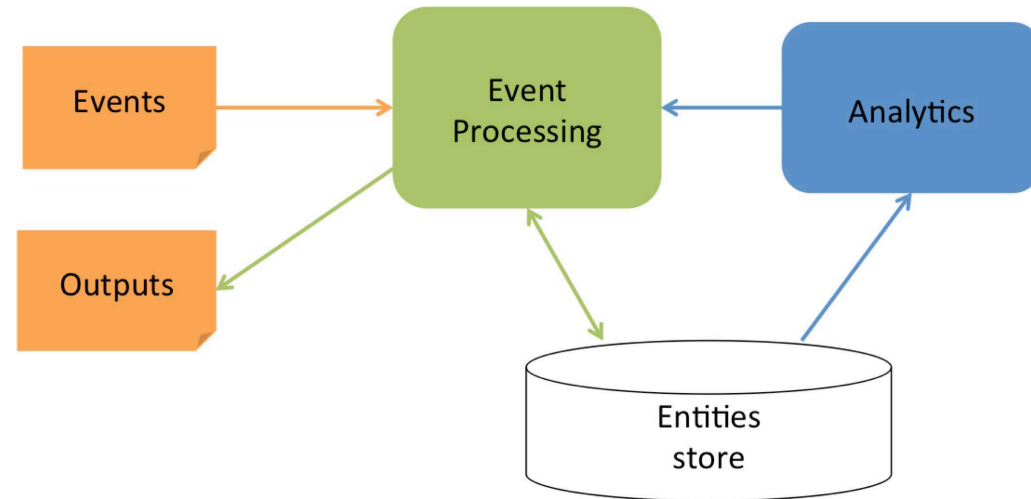 Events
Event
Processing
Analytics
Outputs
Entities
store